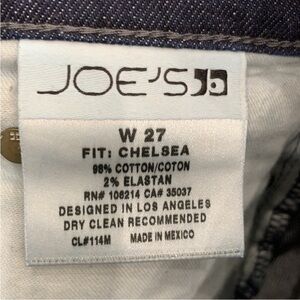 JOE'S
W 27
FIT: CHELSEA
98% COTTON/COTON
2% ELASTAN
RN# 106214 CA# 35037
DESIGNED IN LOS ANGELES
DRY CLEAN RECOMMENDED
CL#114M MADE IN MEXICO